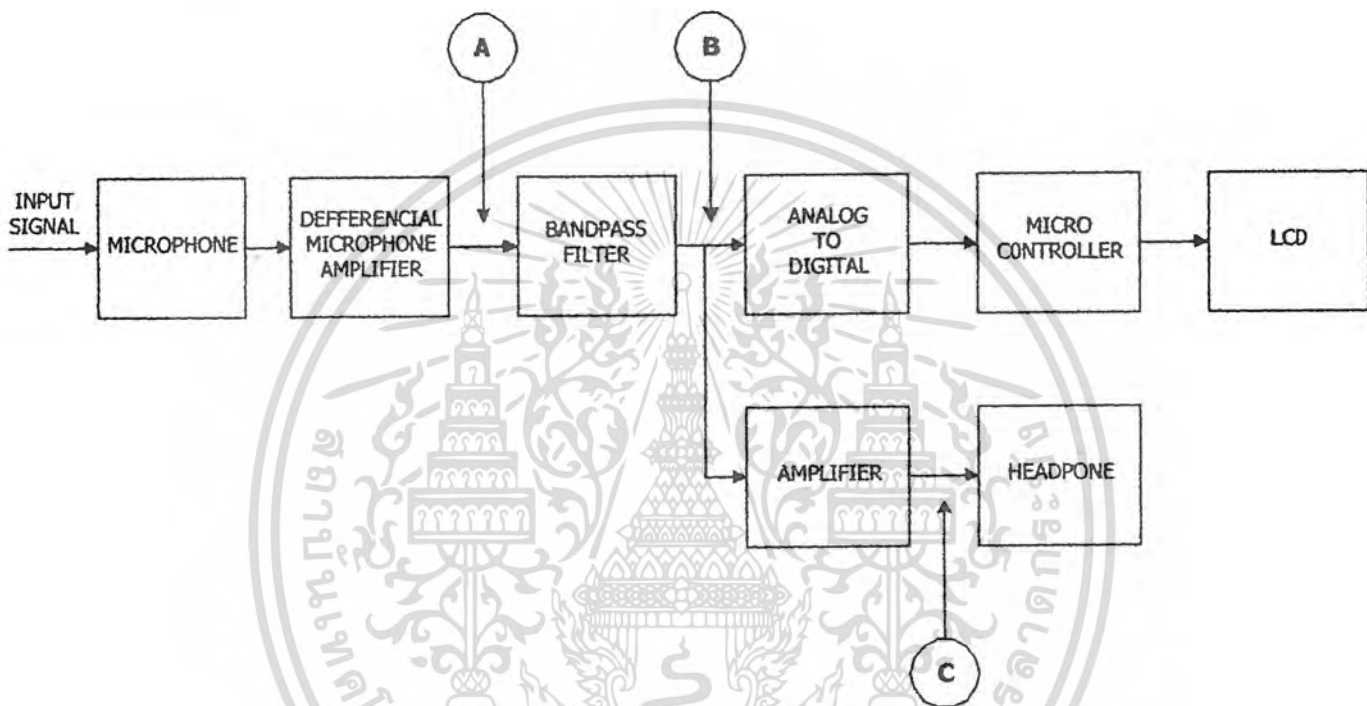 A
B
INPUT
SIGNAL
MICROPHONE
DEFFERENCIAL
MICROPHONE
AMPLIFIER
BANDPASS
FILTER
ANALOG
TO
DIGITAL
MICRO
CONTROLLER
LCD
AMPLIFIER
HEADPONE
C